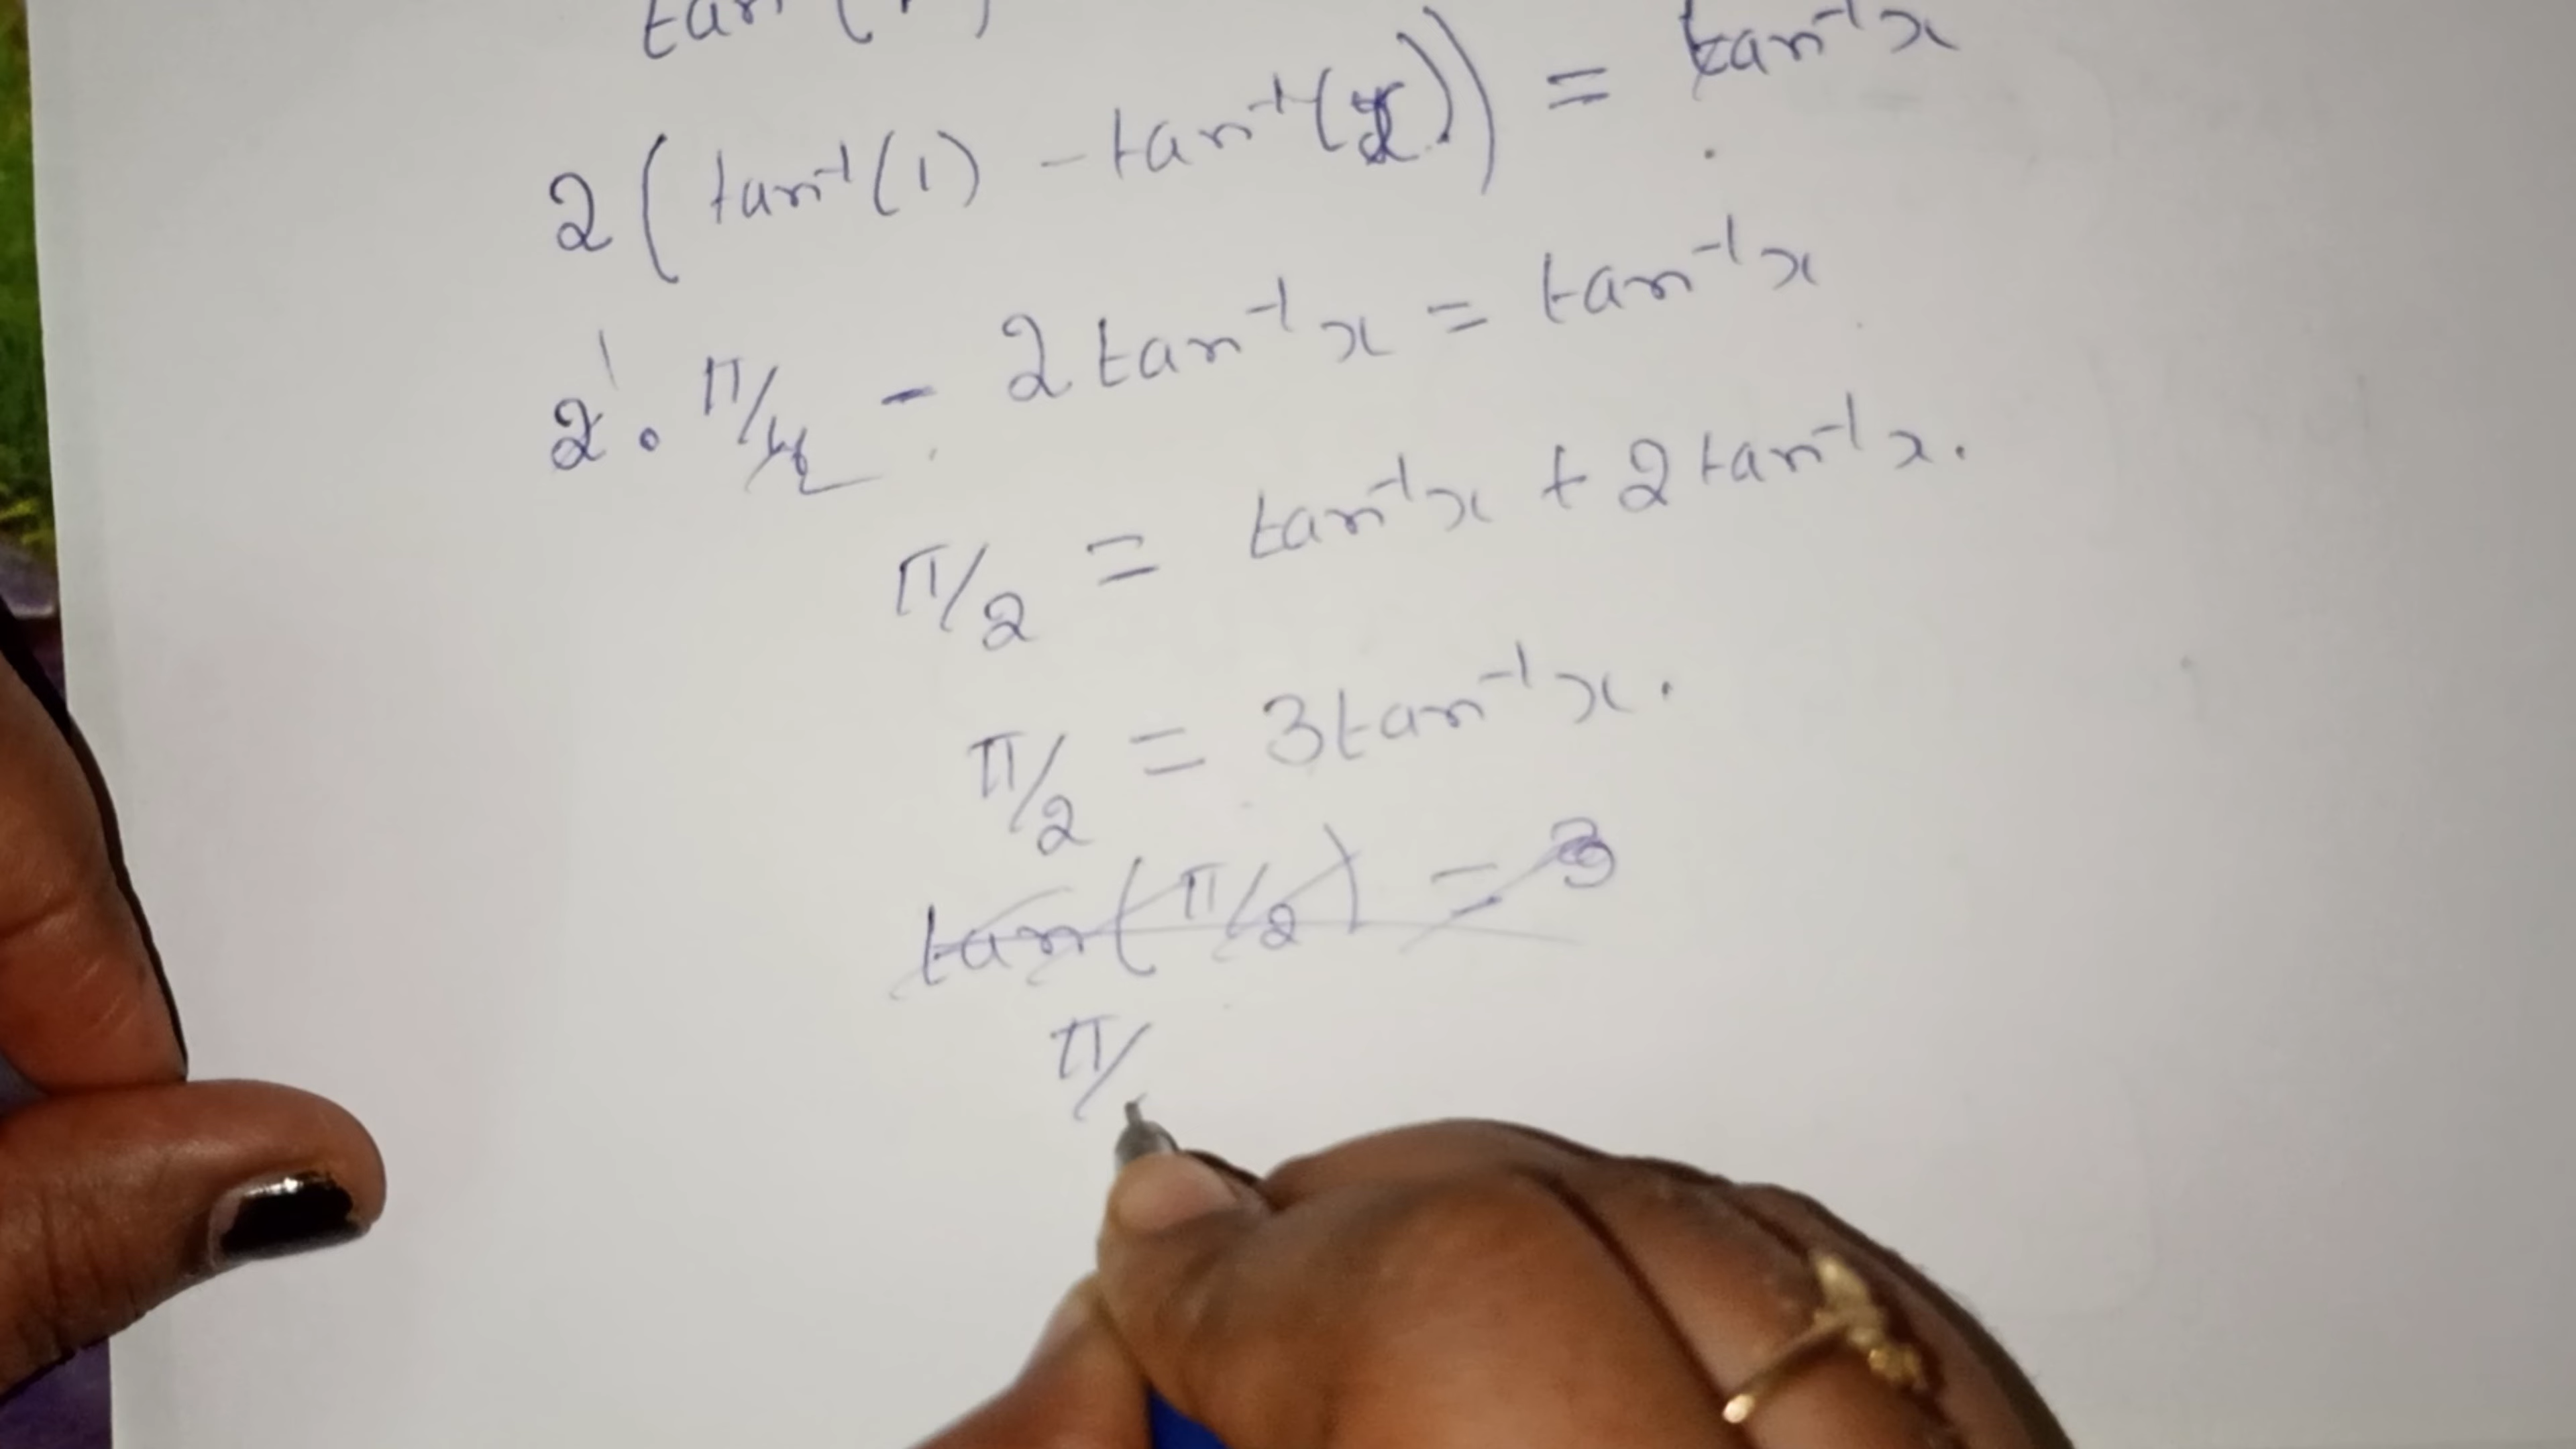 2(tan⁻¹(1) - tan⁻¹(x)) = tan⁻¹x
2 . π/4 - 2tan⁻¹x = tan⁻¹x
π/2 = tan⁻¹x + 2tan⁻¹x.
π/2 = 3tan⁻¹x.
tan(π/2) = 3
π/